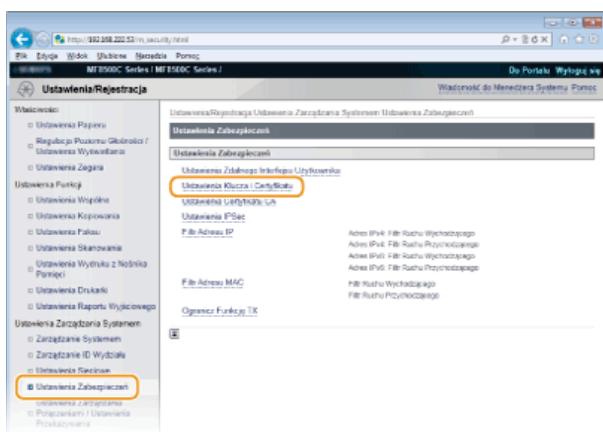 Plik Edycja Widok Ulubione Narzędzia Pomoc
MF8500C Series / MF8500C Series /
Do Portalu Wyloguj się
Ustawienia/Rejestracja
Wiadomość do Menedżera Systemu Pomoc
Właściwości
Ustawienia Papieru
Regulacja Poziomu Głośności /
Ustawienia Wyświetlania
Ustawienia Zegara
Ustawienia Funkcji
Ustawienia Wspólne
Ustawienia Kopiowania
Ustawienia Faksu
Ustawienia Skanowania
Ustawienia Wydruku z Nośnika
Pamięci
Ustawienia Drukarki
Ustawienia Raportu Wyjściowego
Ustawienia Zarządzania Systemem
Zarządzanie Systemem
Zarządzanie ID Wydziału
Ustawienia Sieciowe
Ustawienia Zabezpieczeń
Ustawienia Zarządzania
Połączeniami / Ustawienia
Przekazywania
Ustawienia/Rejestracja Ustawienia Zarządzania Systemem Ustawienia Zabezpieczeń
Ustawienia Zabezpieczeń
Ustawienia Zabezpieczeń
Ustawienia Zdalnego Interfejsu Użytkownika
Ustawienia Klucza i Certyfikatu
Ustawienia Certyfikatu CA
Ustawienia IPSec
Filtr Adresu IP
Adres IPv4: Filtr Ruchu Wychodzącego
Adres IPv4: Filtr Ruchu Przychodzącego
Adres IPv6: Filtr Ruchu Wychodzącego
Adres IPv6: Filtr Ruchu Przychodzącego
Filtr Adresu MAC
Filtr Ruchu Wychodzącego
Filtr Ruchu Przychodzącego
Ogranicz Funkcję TX